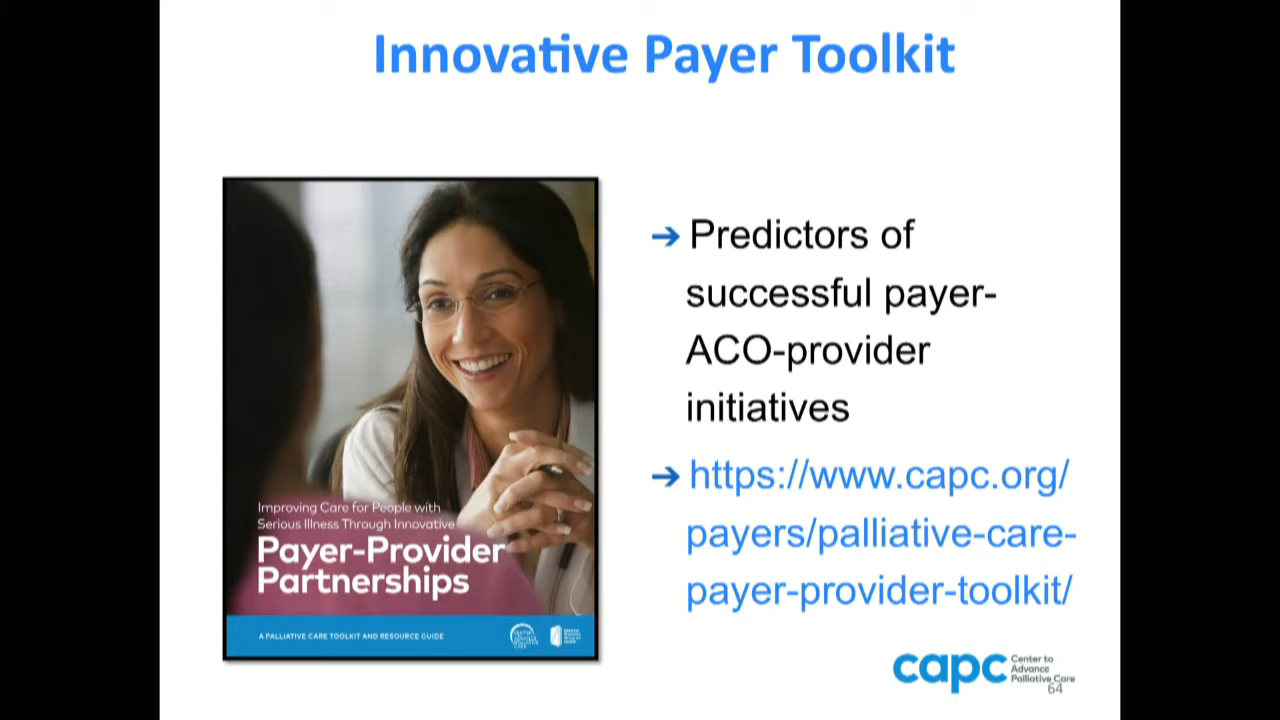 Innovative Payer Toolkit
➔ Predictors of
successful payer-
ACO-provider
initiatives
➔ https://www.capc.org/
payers/palliative-care-
payer-provider-toolkit/
Improving Care for People with
Serious Illness Through Innovative
Payer-Provider
Partnerships
A PALLIATIVE CARE TOOLKIT AND RESOURCE GUIDE
capc
Center to
Advance
Palliative Care
64